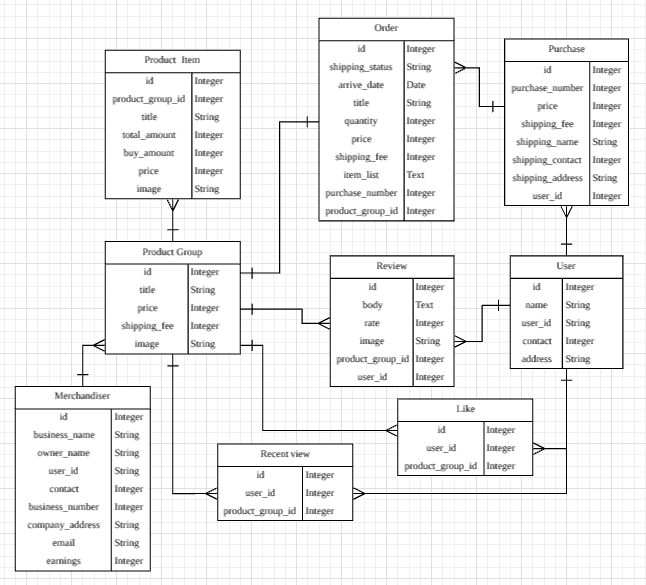 Product Item
id Integer
product_group_id Integer
title String
total_amount Integer
buy_amount Integer
price Integer
image String
Order
id Integer
shipping_status String
arrive_date Date
title String
quantity Integer
price Integer
shipping_fee Integer
item_list Text
purchase_number Integer
product_group_id Integer
Purchase
id Integer
purchase_number Integer
price Integer
shipping_fee Integer
shipping_name String
shipping_contact Integer
shipping_address String
user_id Integer
Product Group
id Integer
title String
price Integer
shipping_fee Integer
image String
Review
id Integer
body Text
rate Integer
image String
product_group_id Integer
user_id Integer
User
id Integer
name String
user_id String
contact Integer
address String
Merchandiser
id Integer
business_name String
owner_name String
user_id String
contact Integer
business_number Integer
company_address String
email String
earnings Integer
Recent view
id Integer
user_id Integer
product_group_id Integer
Like
id Integer
user_id Integer
product_group_id Integer